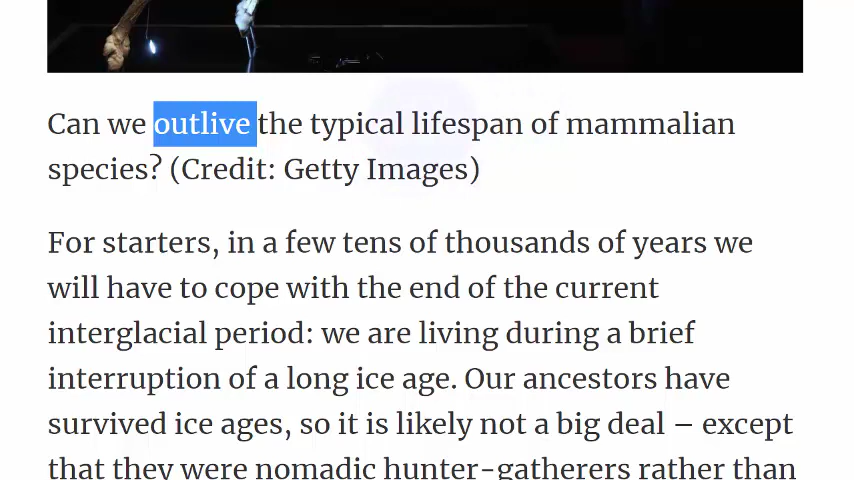 Can we outlive the typical lifespan of mammalian
species? (Credit: Getty Images)
For starters, in a few tens of thousands of years we
will have to cope with the end of the current
interglacial period: we are living during a brief
interruption of a long ice age. Our ancestors have
survived ice ages, so it is likely not a big deal – except
that they were nomadic hunter-gatherers rather than